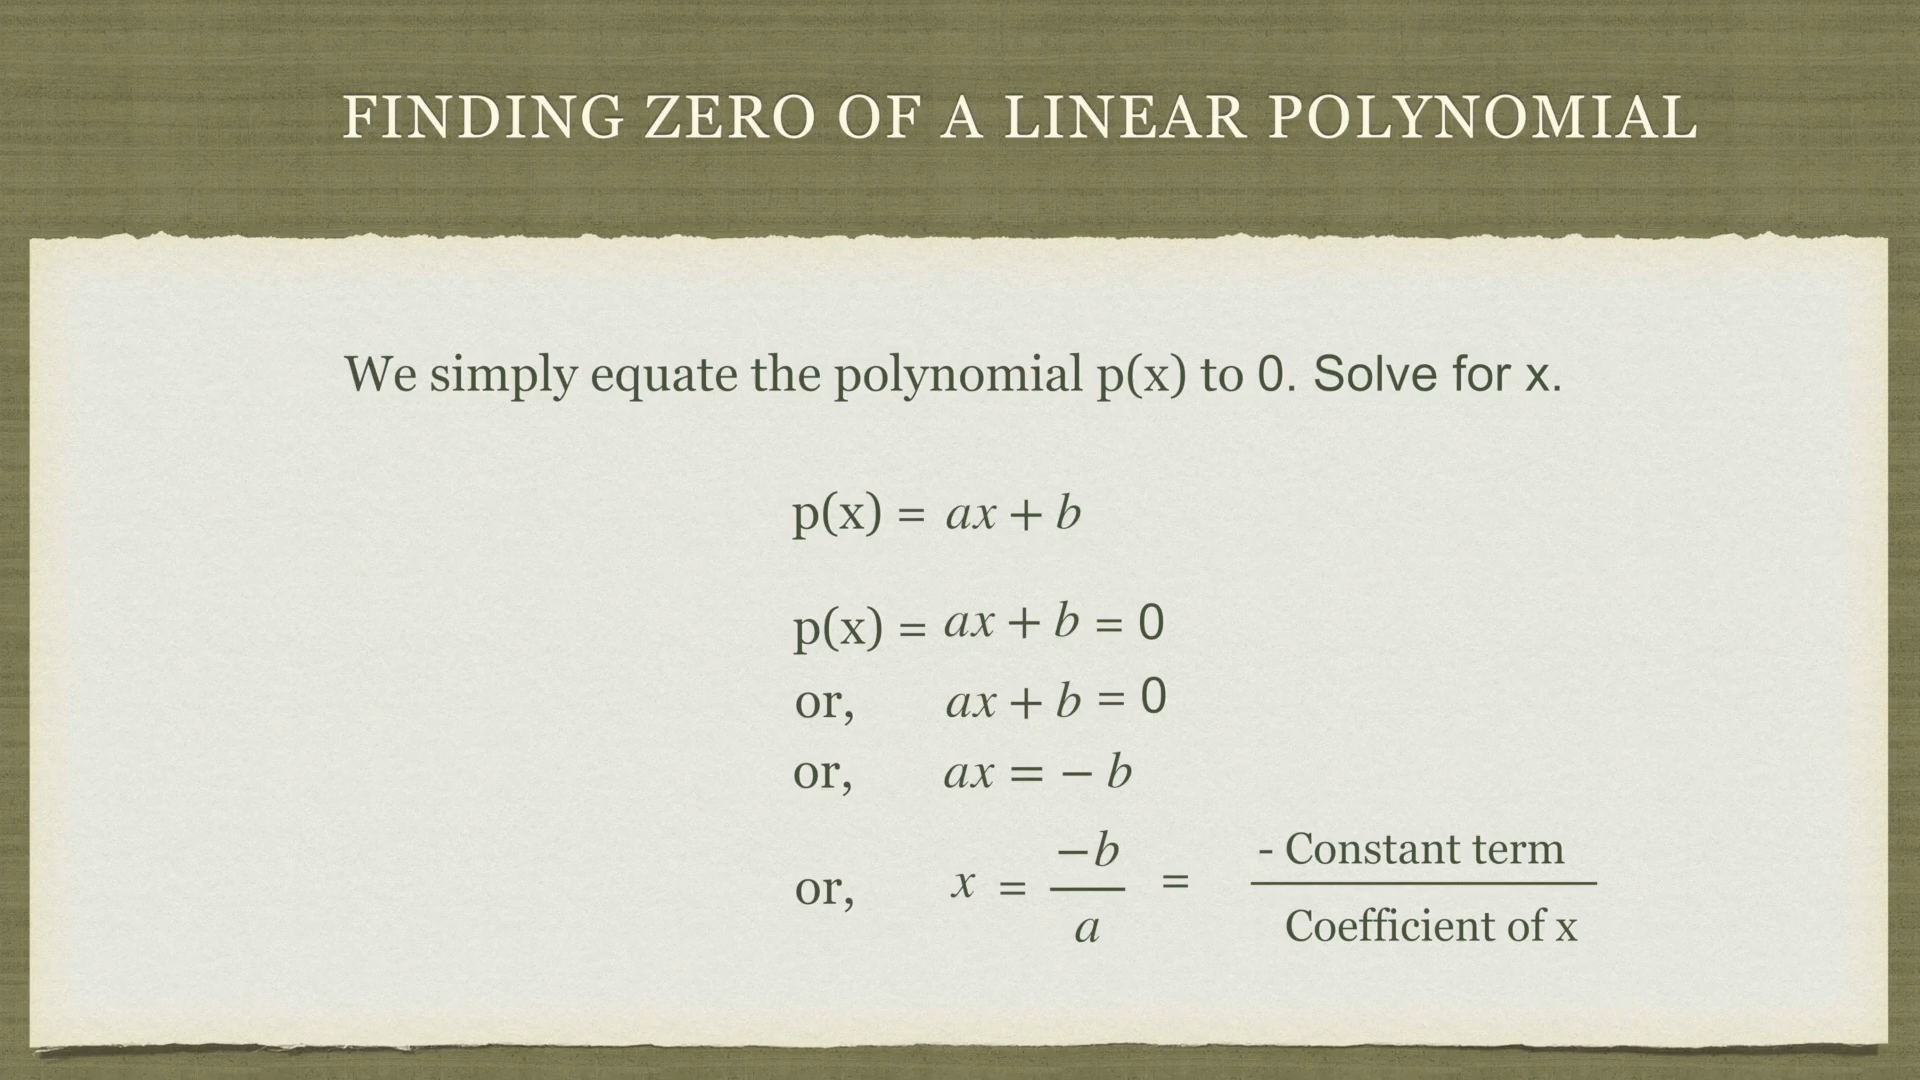 FINDING ZERO OF A LINEAR POLYNOMIAL
We simply equate the polynomial p(x) to 0. Solve for x.
p(x) = ax + b
p(x) = ax + b = 0
or, ax + b = 0
or, ax = − b
or, x = −b / a = - Constant term / Coefficient of x